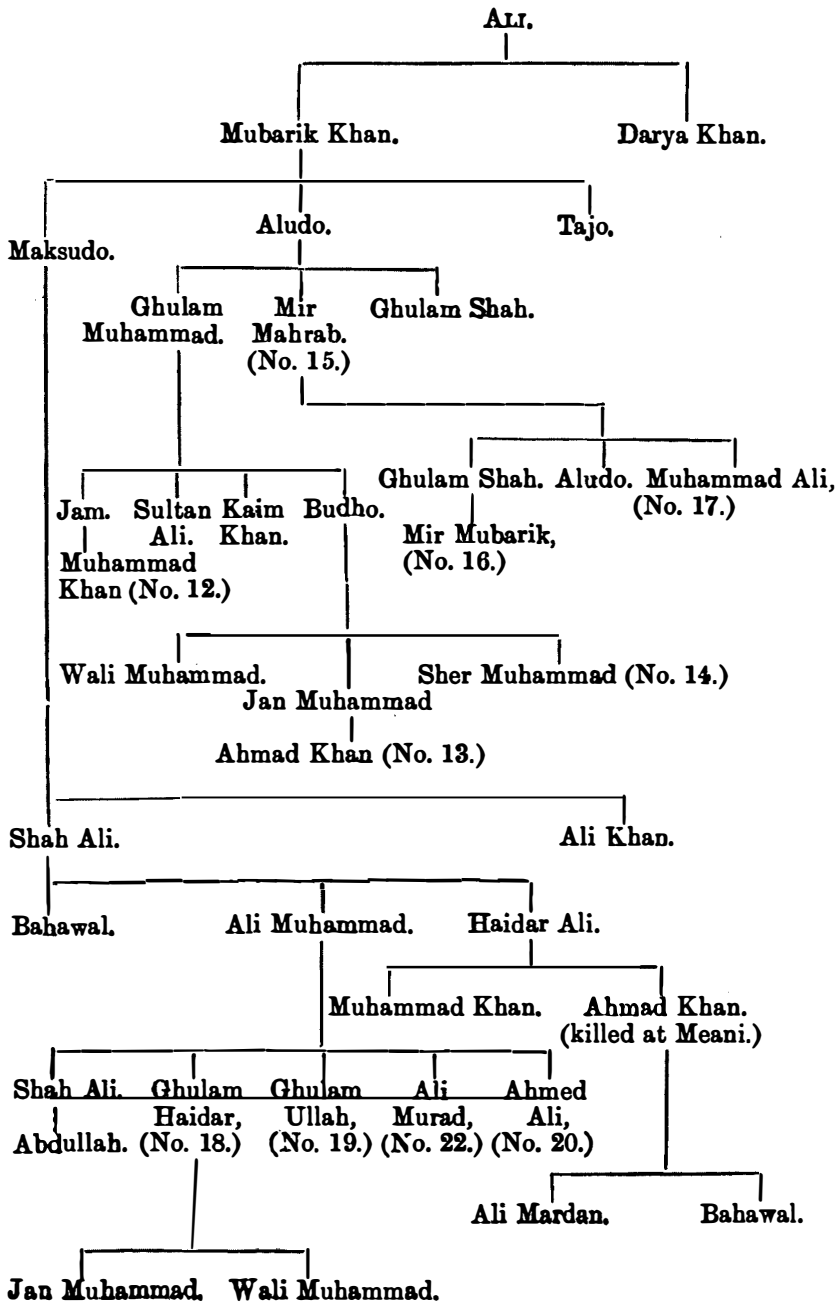 ALI.
Mubarik Khan. Darya Khan.
Maksudo. Aludo. Tajo.
Ghulam Mir Ghulam Shah.
Muhammad. Mahrab.
(No. 15.)
Ghulam Shah. Aludo. Muhammad Ali,
(No. 17.)
Jam. Sultan Kaim Budho.
Ali. Khan.
Mir Mubarik,
(No. 16.)
Muhammad
Khan (No. 12.)
Wali Muhammad. Sher Muhammad (No. 14.)
Jan Muhammad
Ahmad Khan (No. 13.)
Shah Ali. Ali Khan.
Bahawal. Ali Muhammad. Haidar Ali.
Muhammad Khan. Ahmad Khan.
(killed at Meani.)
Shah Ali. Ghulam Ghulam Ali Ahmed
Haidar, Ullah, Murad, Ali,
Abdullah. (No. 18.) (No. 19.) (No. 22.) (No. 20.)
Ali Mardan. Bahawal.
Jan Muhammad, Wali Muhammad.